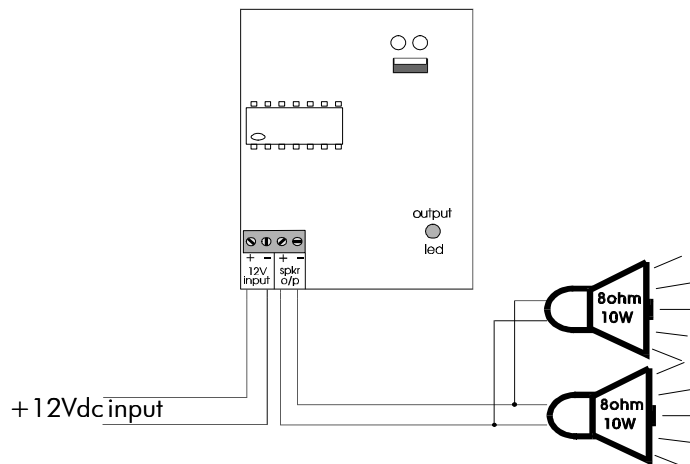 output
led
+ - + -
12V
input
spkr
o/p
8ohm
10W
8ohm
10W
+12Vdc input